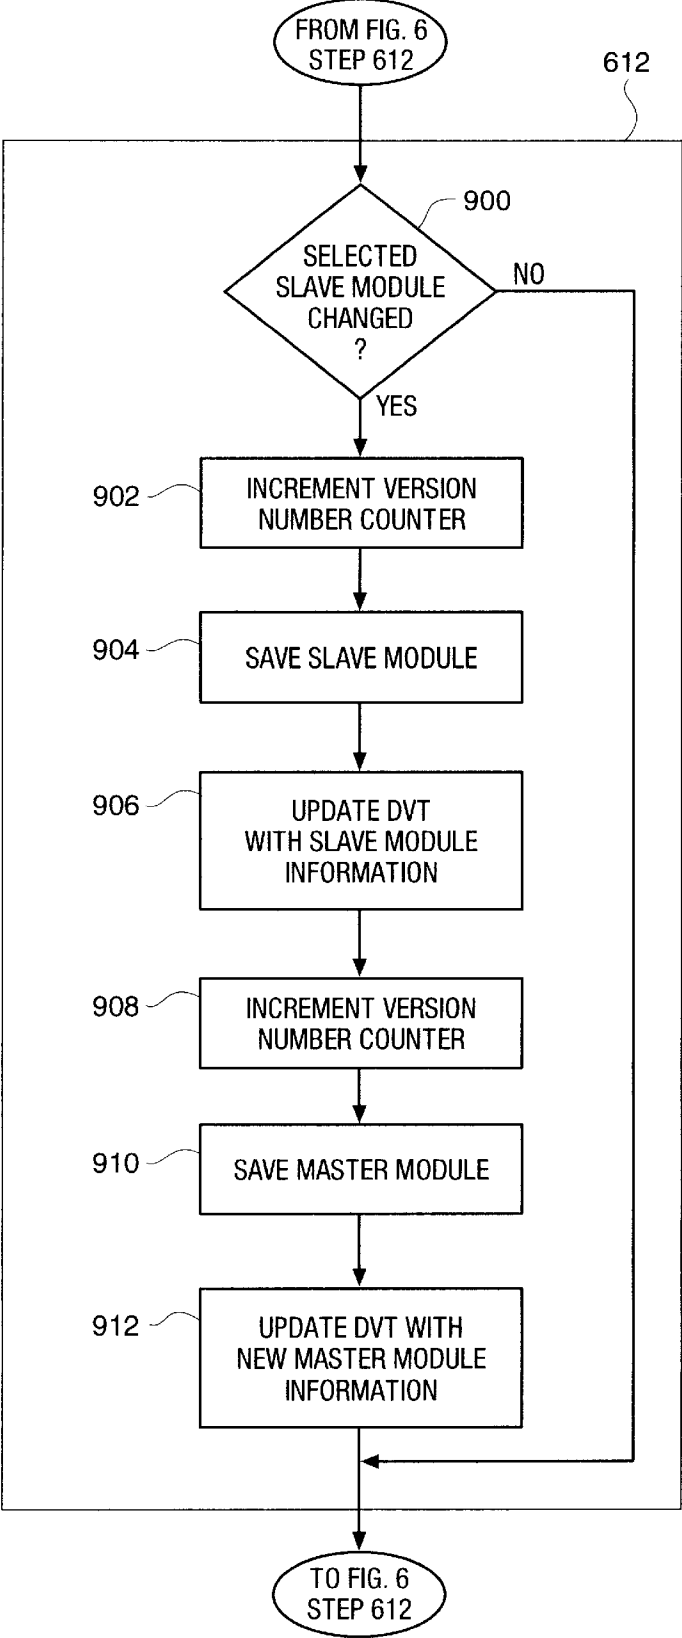 FROM FIG. 6
STEP 612
612
900
SELECTED
SLAVE MODULE
CHANGED
?
NO
YES
902
INCREMENT VERSION
NUMBER COUNTER
904
SAVE SLAVE MODULE
906
UPDATE DVT
WITH SLAVE MODULE
INFORMATION
908
INCREMENT VERSION
NUMBER COUNTER
910
SAVE MASTER MODULE
912
UPDATE DVT WITH
NEW MASTER MODULE
INFORMATION
TO FIG. 6
STEP 612